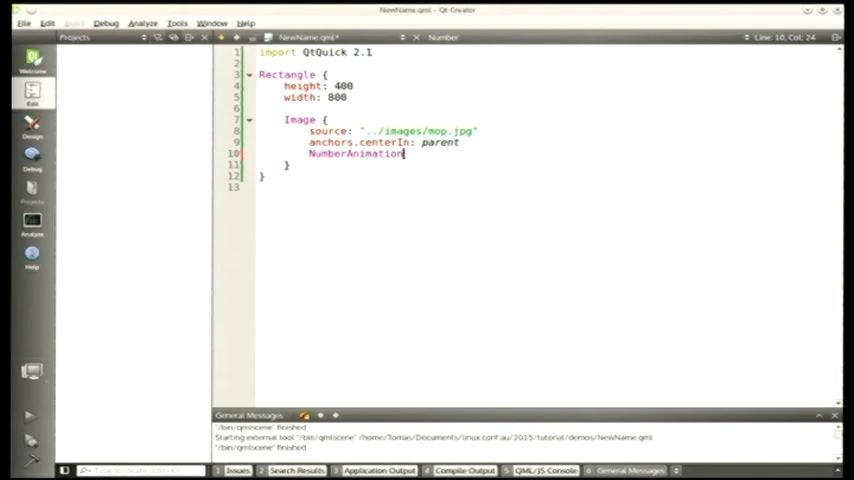 NewName.qml - Qt Creator
File Edit Build Debug Analyze Tools Window Help
Projects NewName.qml* Number Line: 10, Col: 24
Welcome
Edit
Design
Debug
Projects
Analyze
Help
1 import QtQuick 2.1
2
3 Rectangle {
4 height: 400
5 width: 800
6
7 Image {
8 source: "../images/mop.jpg"
9 anchors.centerIn: parent
10 NumberAnimation
11 }
12 }
13
General Messages
"/bin/qmlscene" finished
Starting external tool "/bin/qmlscene" /home/Tomas/Documents/linux.conf.au/2015/tutorial/demos/NewName.qml
"/bin/qmlscene" finished
Type to locate (Ctrl+K) 1 Issues 2 Search Results 3 Application Output 4 Compile Output 5 QML/JS Console 6 General Messages